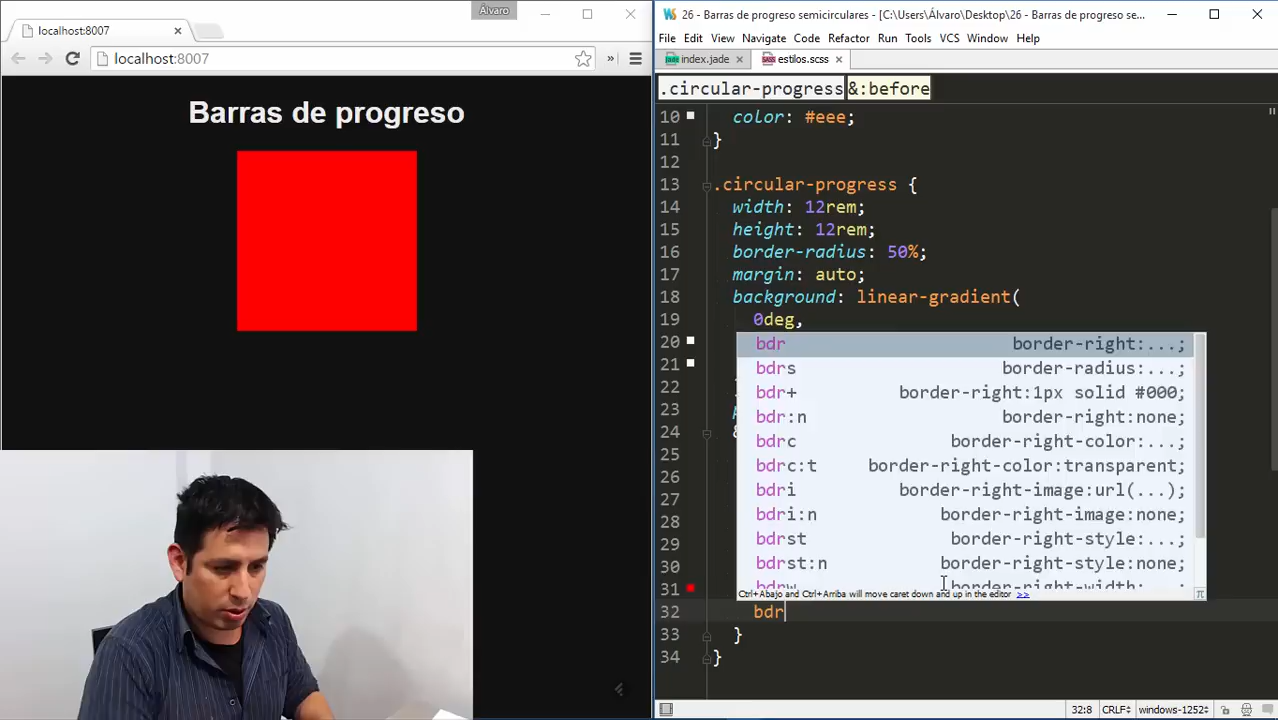 Álvaro
localhost:8007
localhost:8007
»
Barras de progreso
26 - Barras de progreso semicirculares - [C:\Users\Álvaro\Desktop\26 - Barras de progreso se...
File Edit View Navigate Code Refactor Run Tools VCS Window Help
index.jade
estilos.scss
.circular-progress &:before
10 color: #eee;
11 }
12
13 .circular-progress {
14 width: 12rem;
15 height: 12rem;
16 border-radius: 50%;
17 margin: auto;
18 background: linear-gradient(
19 0deg,
20
21
22
23
24
25
26
27
28
29
30
31
bdr border-right:...;
bdrs border-radius:...;
bdr+ border-right:1px solid #000;
bdr:n border-right:none;
bdrc border-right-color:...;
bdrc:t border-right-color:transparent;
bdri border-right-image:url(...);
bdri:n border-right-image:none;
bdrst border-right-style:...;
bdrst:n border-right-style:none;
bdrw border-right-width: ...;
Ctrl+Abajo and Ctrl+Arriba will move caret down and up in the editor >>
π
32 bdr
33 }
34 }
32:8 CRLF windows-1252